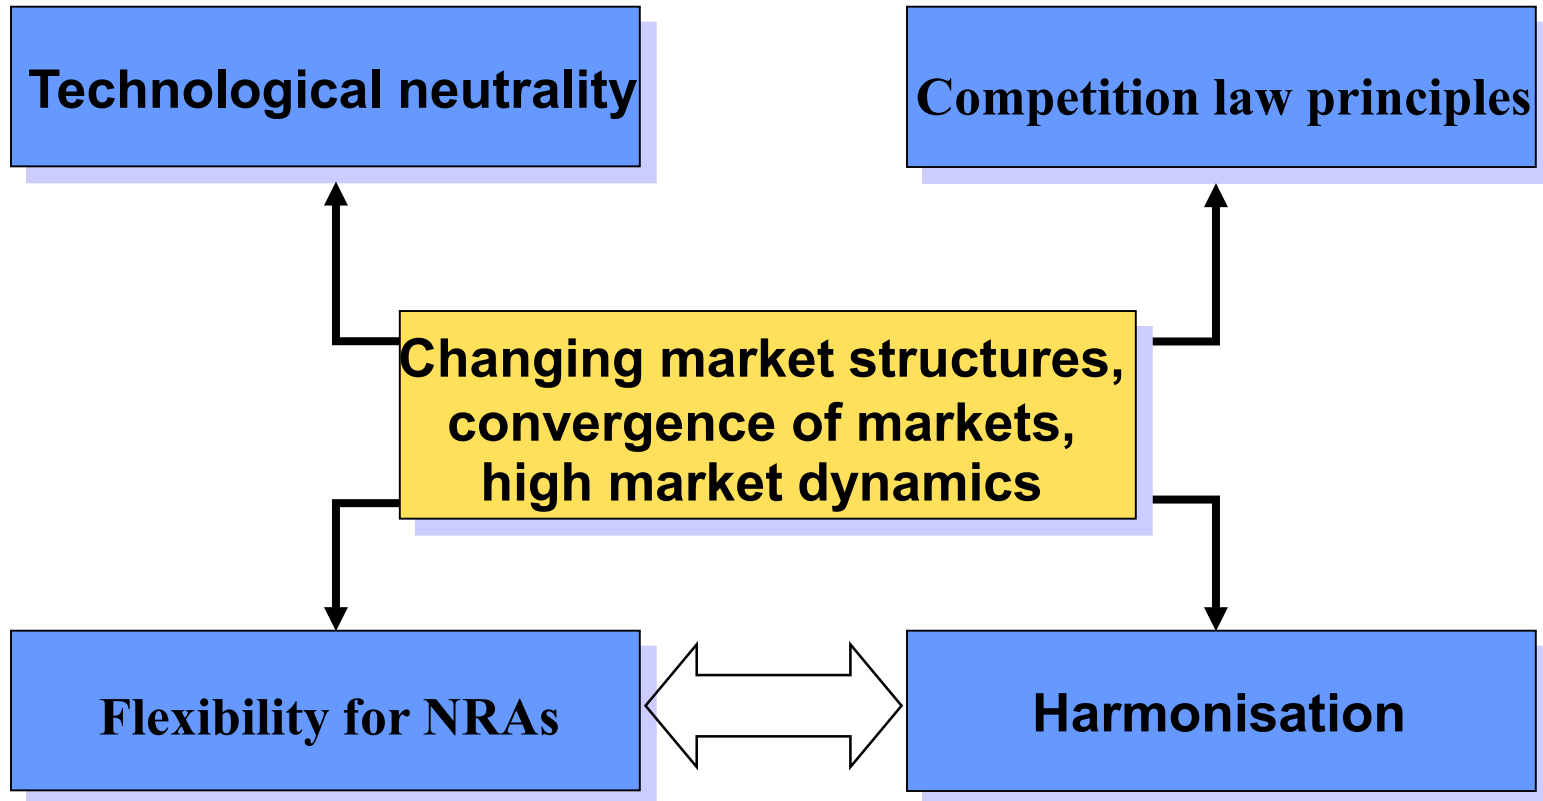 Technological neutrality
Competition law principles
Changing market structures,
convergence of markets,
high market dynamics
Flexibility for NRAs
Harmonisation